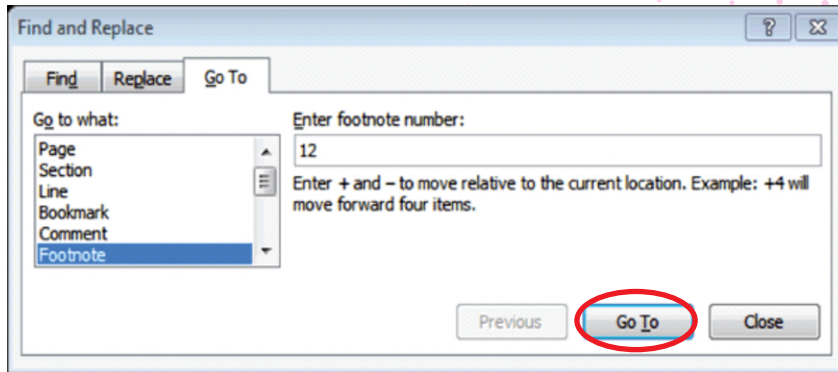 Find and Replace
Find Replace Go To
Go to what:
Page
Section
Line
Bookmark
Comment
Footnote
Enter footnote number:
12
Enter + and – to move relative to the current location. Example: +4 will
move forward four items.
Previous Go To Close